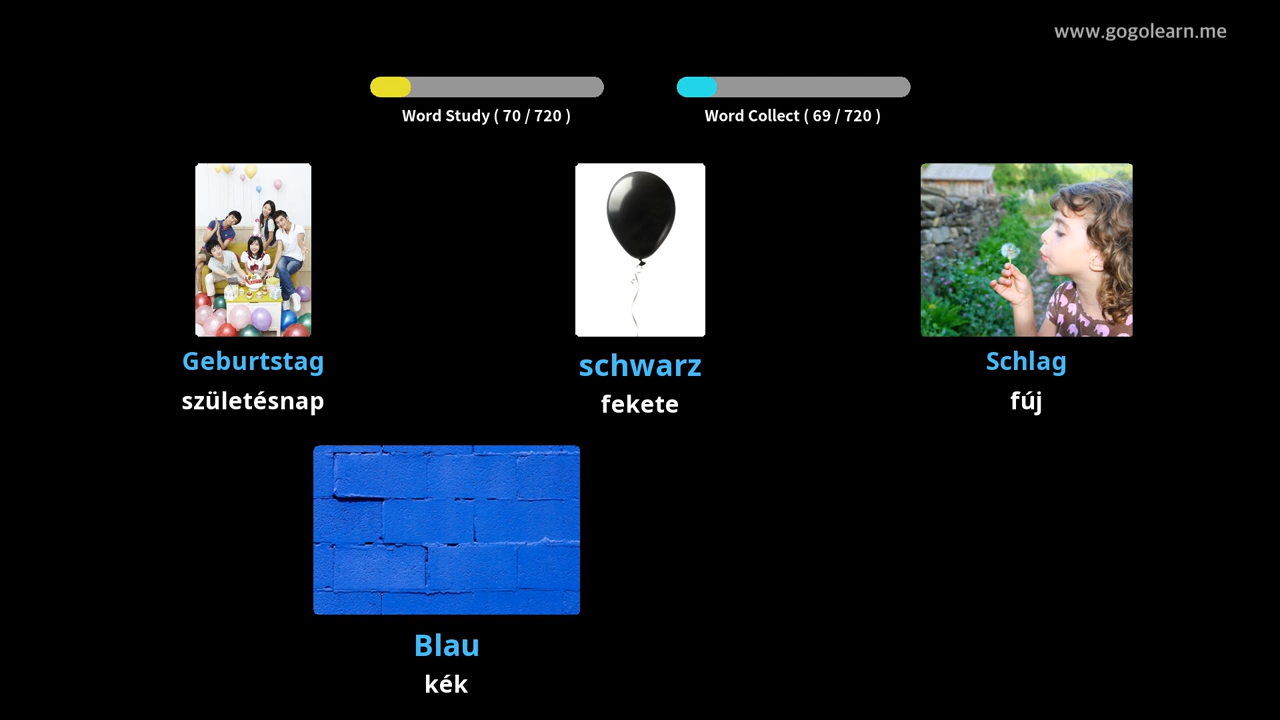 www.gogolearn.me
Word Study ( 70 / 720 )
Word Collect ( 69 / 720 )
Geburtstag
születésnap
schwarz
fekete
Schlag
fúj
Blau
kék